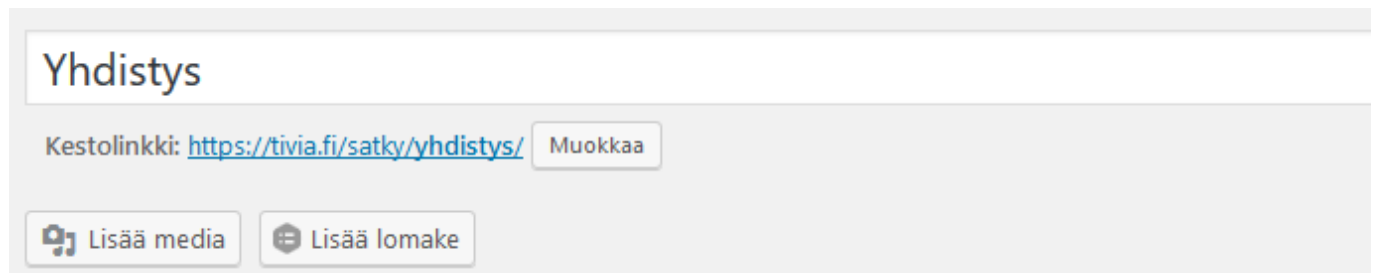 Yhdistys
Kestolinkki: https://tivia.fi/satky/yhdistys/ Muokkaa
Lisää media Lisää lomake